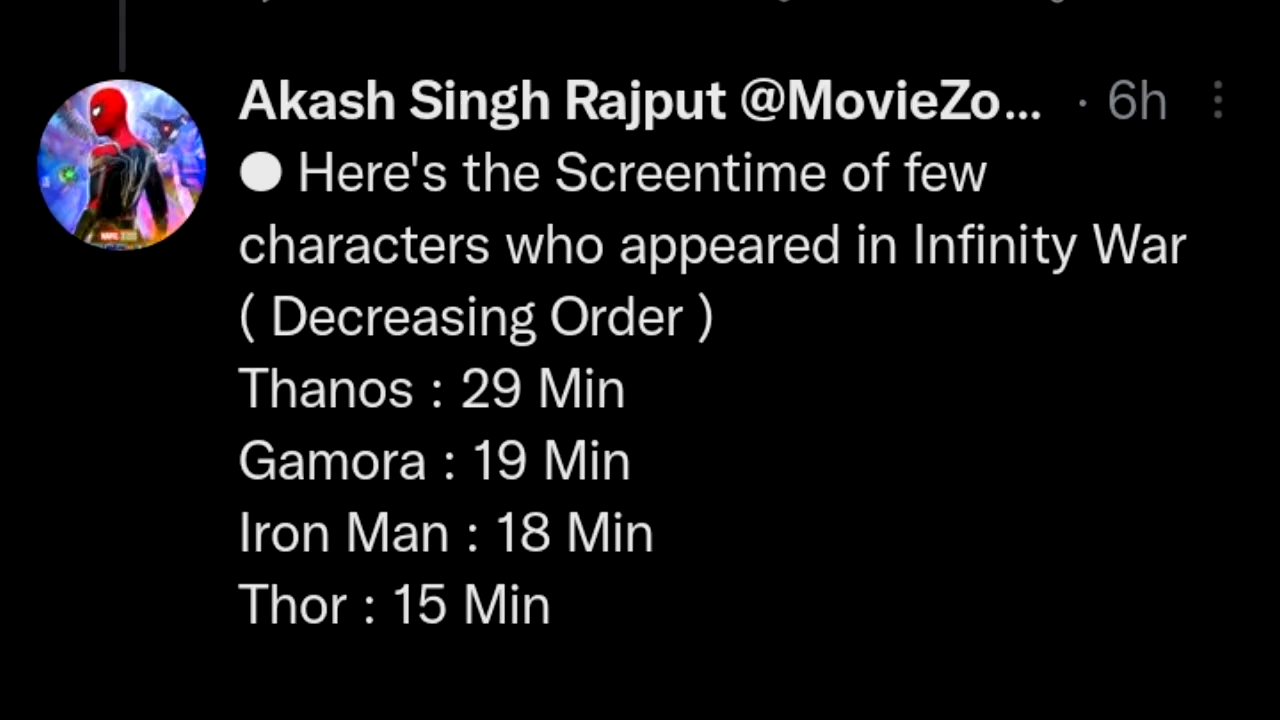 Akash Singh Rajput @MovieZo... · 6h
Here's the Screentime of few
characters who appeared in Infinity War
( Decreasing Order )
Thanos : 29 Min
Gamora : 19 Min
Iron Man : 18 Min
Thor : 15 Min